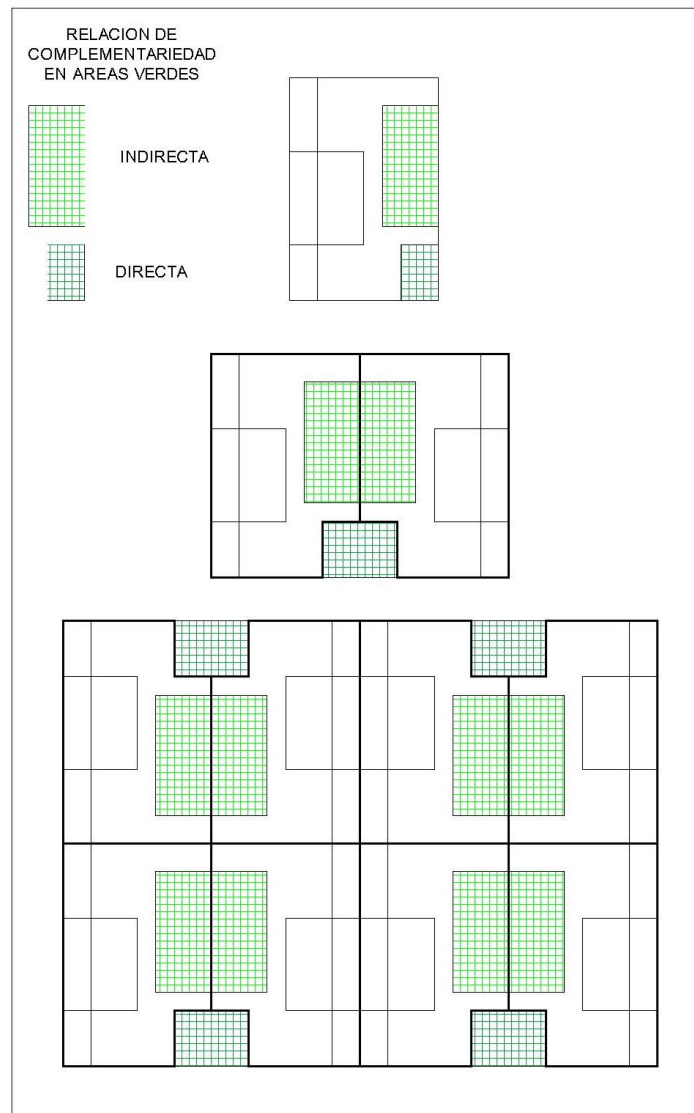 RELACION DE
COMPLEMENTARIEDAD
EN AREAS VERDES
INDIRECTA
DIRECTA